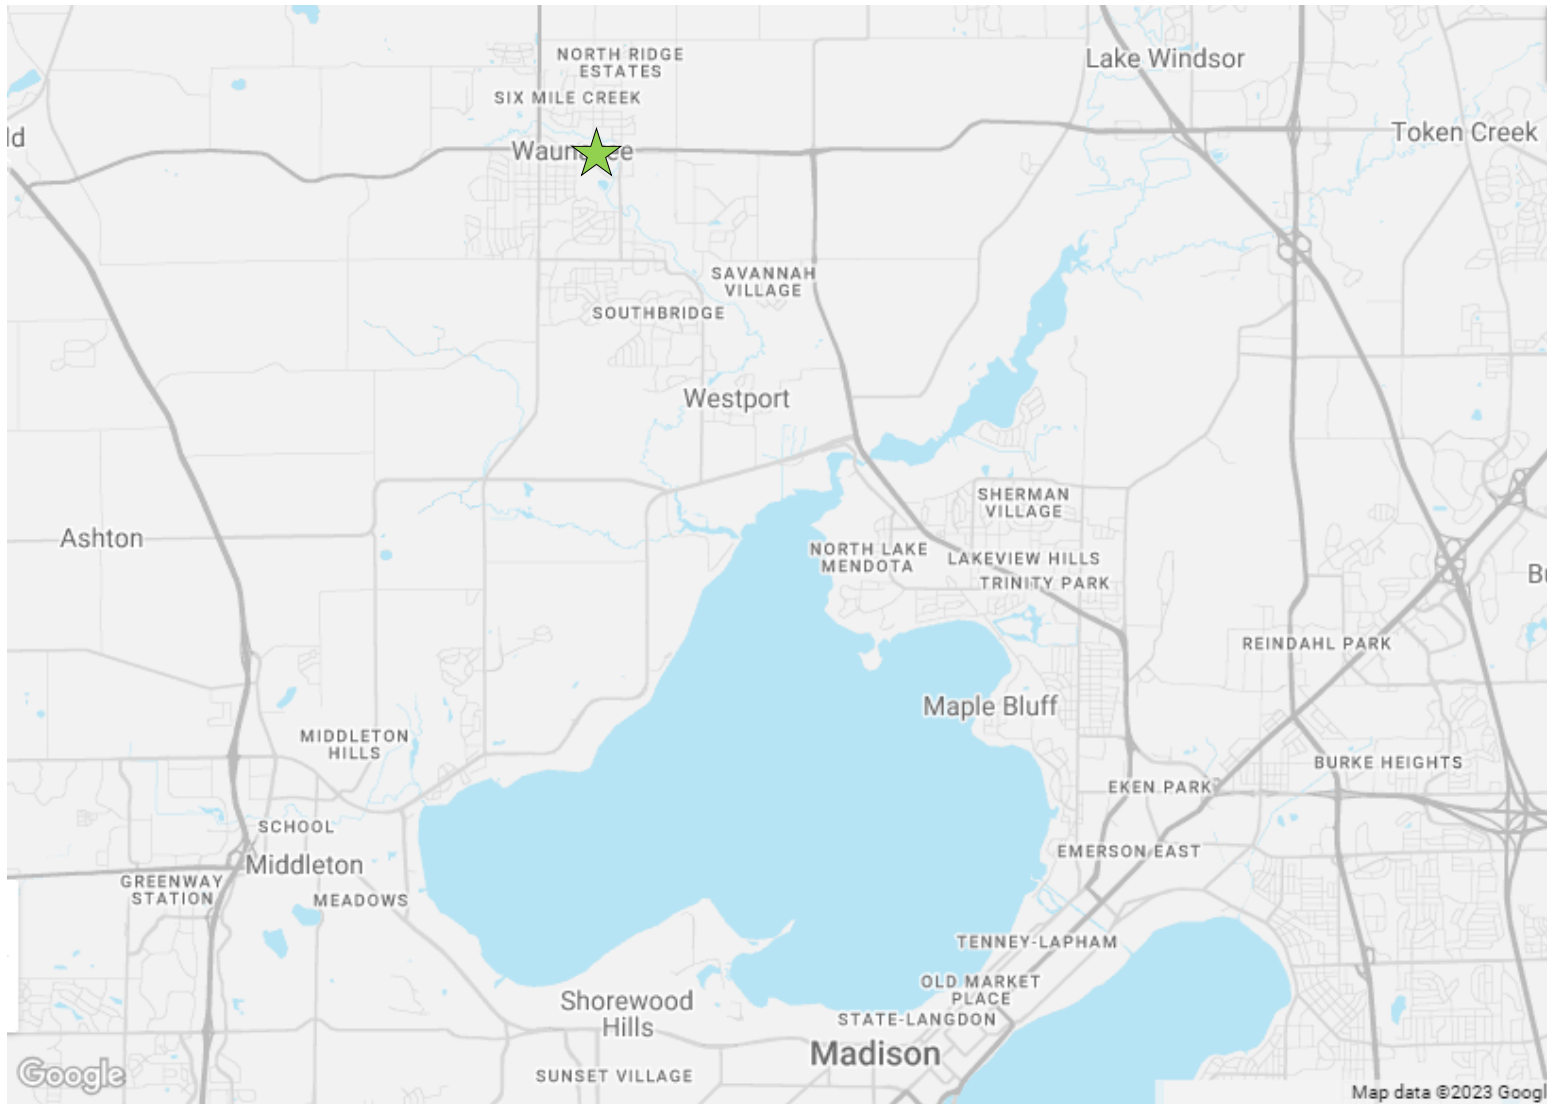 NORTH RIDGE
ESTATES
Lake Windsor
SIX MILE CREEK
ld
Token Creek
SAVANNAH
VILLAGE
SOUTHBRIDGE
Westport
SHERMAN
VILLAGE
Ashton
NORTH LAKE
MENDOTA
LAKEVIEW HILLS
TRINITY PARK
REINDAHL PARK
Maple Bluff
MIDDLETON
HILLS
BURKE HEIGHTS
EKEN PARK
SCHOOL
EMERSON EAST
Middleton
GREENWAY
STATION
MEADOWS
TENNEY-LAPHAM
OLD MARKET
PLACE
Shorewood
Hills
STATE-LANGDON
Madison
Google
SUNSET VILLAGE
Map data ©2023 Googl